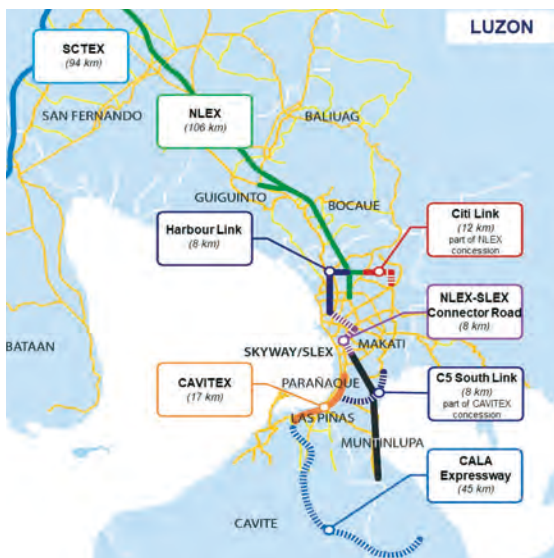 LUZON
SCTEX
(94 km)
SAN FERNANDO
NLEX
(106 km)
BALIUAG
GUIGUINTO
BOCAUE
Harbour Link
(8 km)
Citi Link
(12 km)
part of NLEX
concession
NLEX-SLEX
Connector Road
(8 km)
BATAAN
SKYWAY/SLEX
MAKATI
CAVITEX
(17 km)
PARAÑAQUE
C5 South Link
(8 km)
part of CAVITEX
concession
LAS PIÑAS
MUNTINLUPA
CALA
Expressway
(45 km)
CAVITE